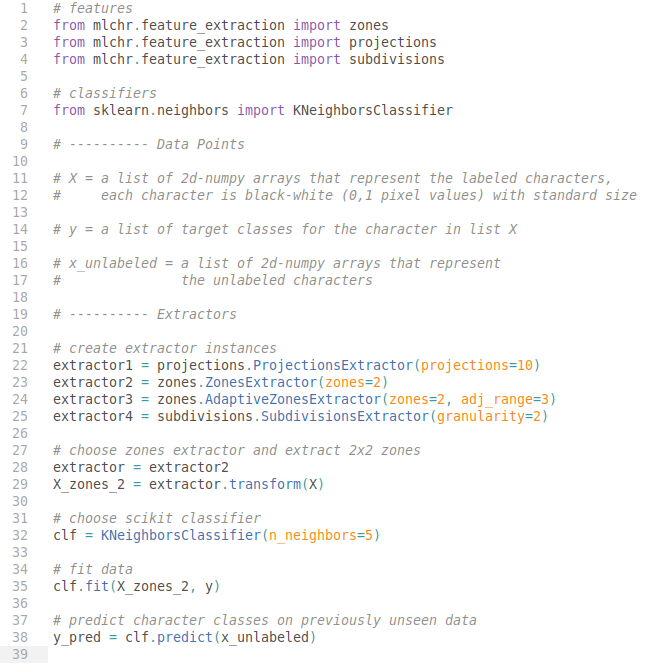 1 # features
2 from mlchr.feature_extraction import zones
3 from mlchr.feature_extraction import projections
4 from mlchr.feature_extraction import subdivisions
5
6 # classifiers
7 from sklearn.neighbors import KNeighborsClassifier
8
9 # ---------- Data Points
10
11 # X = a list of 2d-numpy arrays that represent the labeled characters,
12 #     each character is black-white (0,1 pixel values) with standard size
13
14 # y = a list of target classes for the character in list X
15
16 # x_unlabeled = a list of 2d-numpy arrays that represent
17 #               the unlabeled characters
18
19 # ---------- Extractors
20
21 # create extractor instances
22 extractor1 = projections.ProjectionsExtractor(projections=10)
23 extractor2 = zones.ZonesExtractor(zones=2)
24 extractor3 = zones.AdaptiveZonesExtractor(zones=2, adj_range=3)
25 extractor4 = subdivisions.SubdivisionsExtractor(granularity=2)
26
27 # choose zones extractor and extract 2x2 zones
28 extractor = extractor2
29 X_zones_2 = extractor.transform(X)
30
31 # choose scikit classifier
32 clf = KNeighborsClassifier(n_neighbors=5)
33
34 # fit data
35 clf.fit(X_zones_2, y)
36
37 # predict character classes on previously unseen data
38 y_pred = clf.predict(x_unlabeled)
39